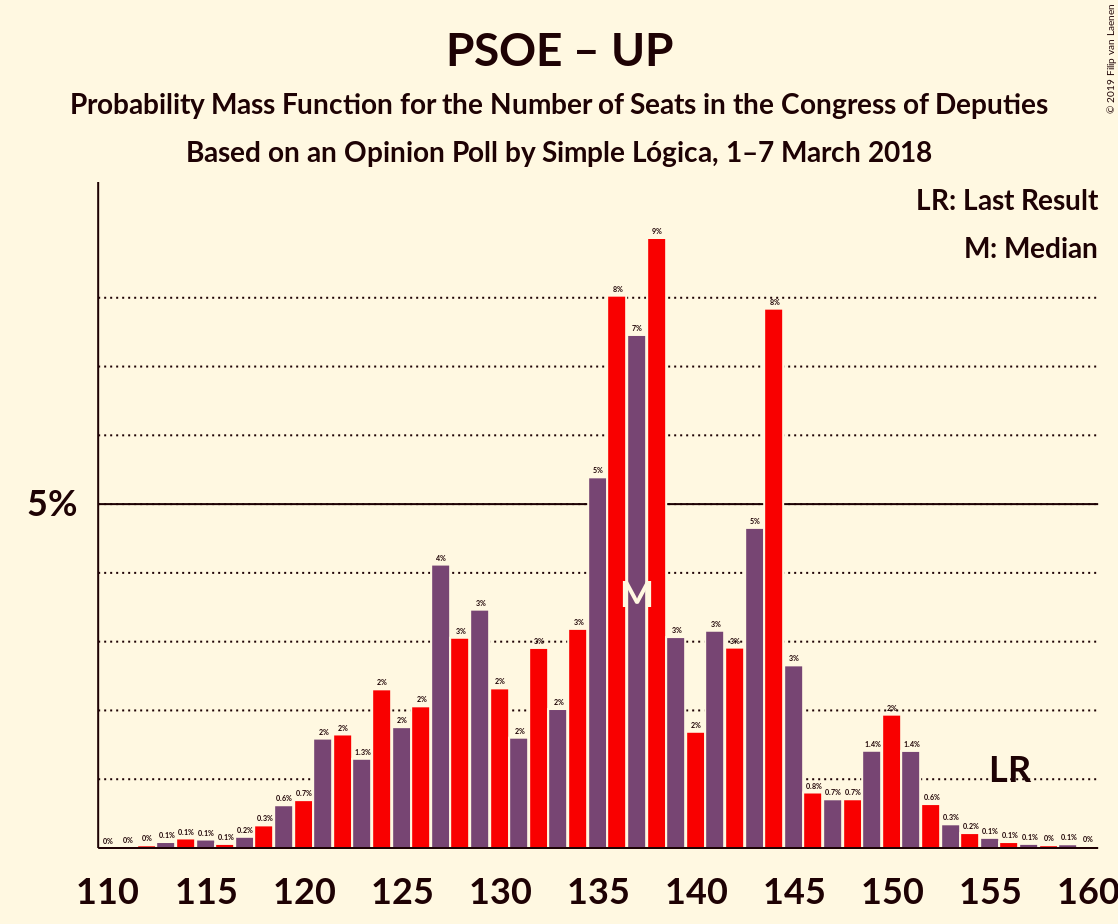 PSOE – UP
Probability Mass Function for the Number of Seats in the Congress of Deputies
Based on an Opinion Poll by Simple Lógica, 1–7 March 2018
© 2019 Filip van Laenen
LR: Last Result
M: Median
5%
0% 0% 0% 0.1% 0.1% 0.1% 0.1% 0.2% 0.3% 0.6% 0.7% 2% 2% 1.3% 2% 2% 2% 4% 3% 3% 2% 2% 3% 2% 3% 5% 8% 7% 9% 3% 2% 3% 3% 5% 8% 3% 0.8% 0.7% 0.7% 1.4% 2% 1.4% 0.6% 0.3% 0.2% 0.1% 0.1% 0.1% 0% 0.1% 0%
M
LR
110 115 120 125 130 135 140 145 150 155 160